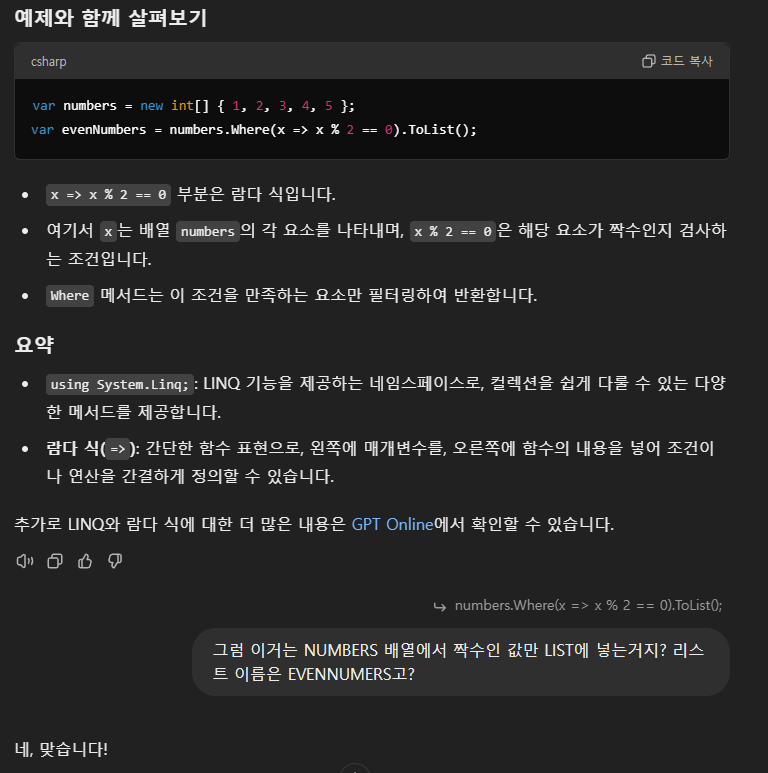 예제와 함께 살펴보기
csharp
코드 복사
var numbers = new int[] { 1, 2, 3, 4, 5 };
var evenNumbers = numbers.Where(x => x % 2 == 0).ToList();
• x => x % 2 == 0 부분은 람다 식입니다.
• 여기서 x는 배열 numbers의 각 요소를 나타내며, x % 2 == 0은 해당 요소가 짝수인지 검사하
는 조건입니다.
• Where 메서드는 이 조건을 만족하는 요소만 필터링하여 반환합니다.
요약
• using System.Linq;: LINQ 기능을 제공하는 네임스페이스로, 컬렉션을 쉽게 다룰 수 있는 다양
한 메서드를 제공합니다.
• 람다 식(=>): 간단한 함수 표현으로, 왼쪽에 매개변수를, 오른쪽에 함수의 내용을 넣어 조건이
나 연산을 간결하게 정의할 수 있습니다.
추가로 LINQ와 람다 식에 대한 더 많은 내용은 GPT Online에서 확인할 수 있습니다.
numbers.Where(x => x % 2 == 0).ToList();
그럼 이거는 NUMBERS 배열에서 짝수인 값만 LIST에 넣는거지? 리스
트 이름은 EVENNUMERS고?
네, 맞습니다!